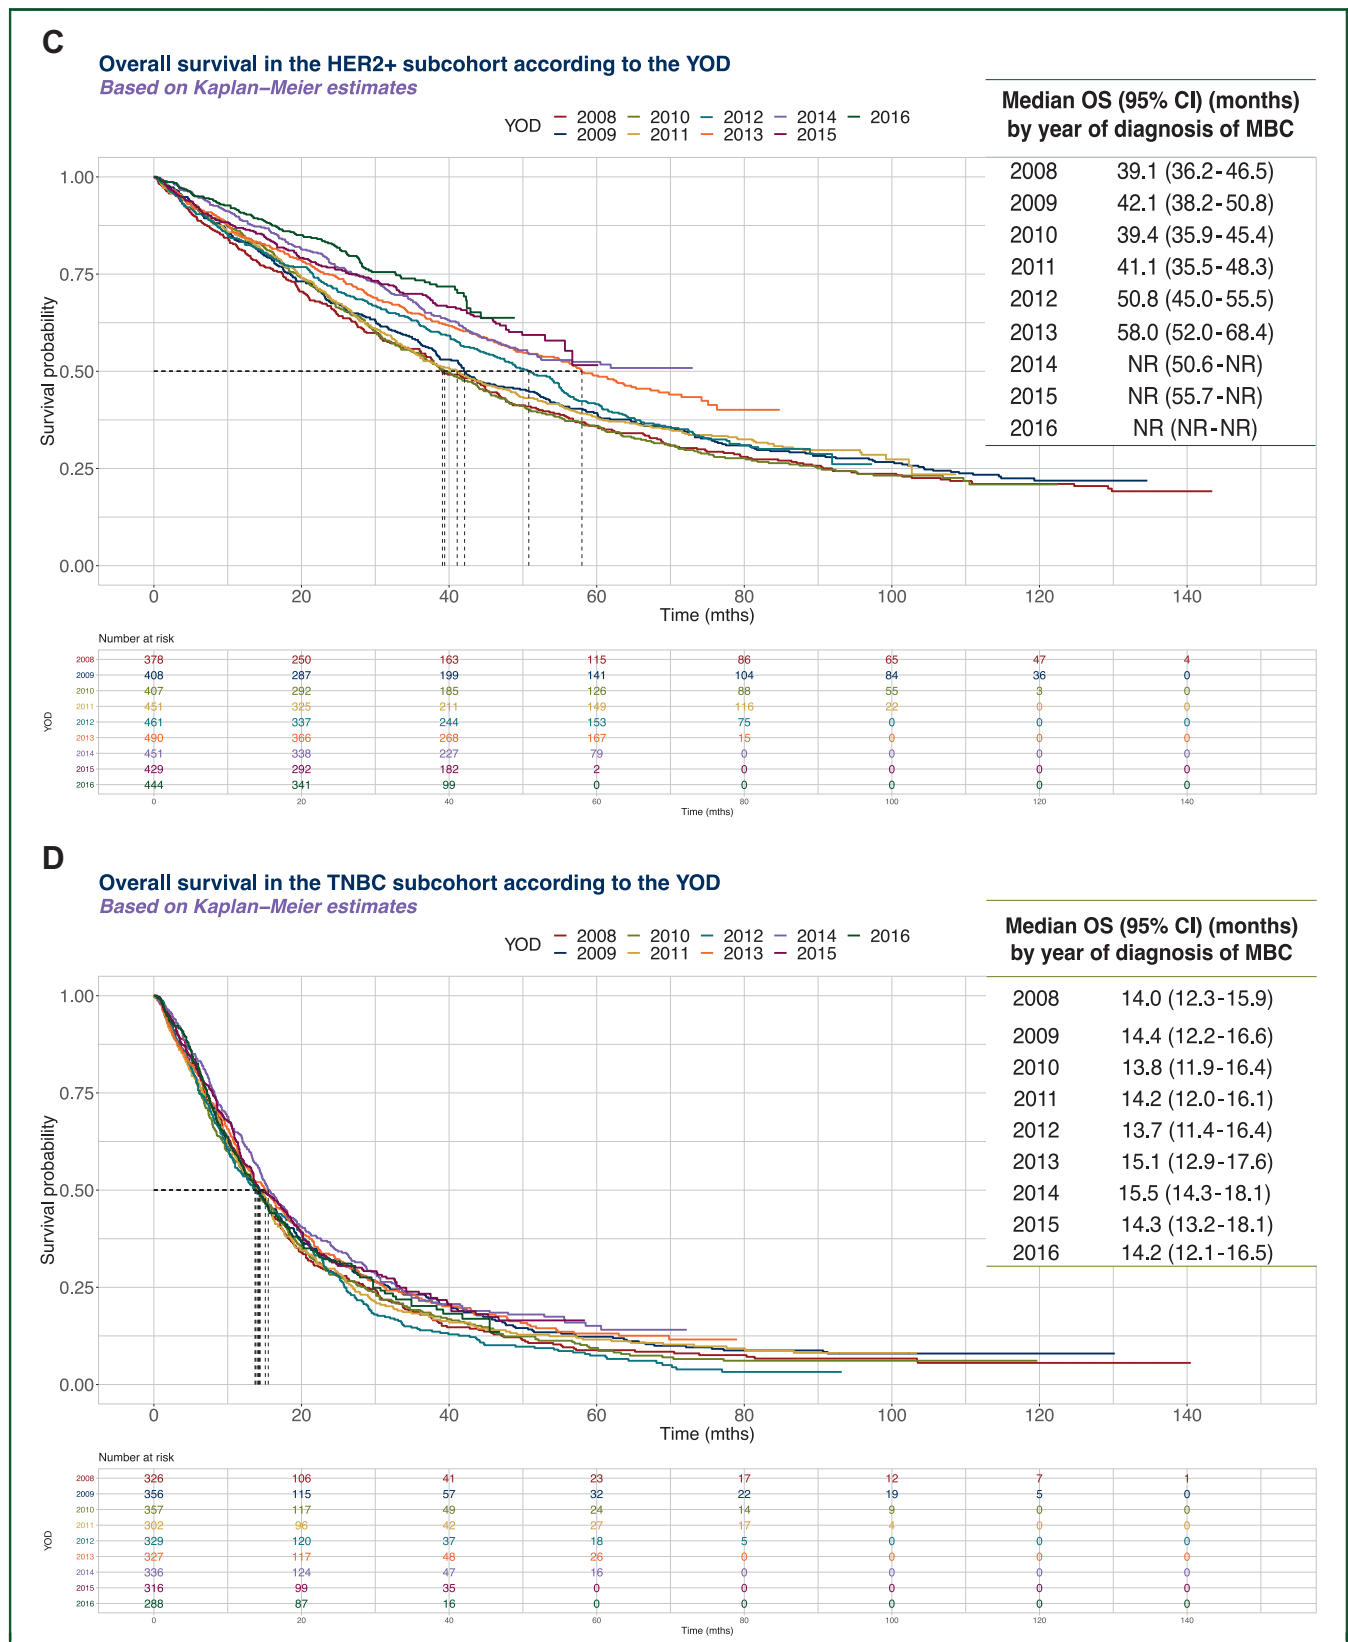 C
Overall survival in the HER2+ subcohort according to the YOD
Based on Kaplan–Meier estimates
YOD 2008 2010 2012 2014 2016
2009 2011 2013 2015
Median OS (95% CI) (months)
by year of diagnosis of MBC
2008 39.1 (36.2-46.5)
2009 42.1 (38.2-50.8)
2010 39.4 (35.9-45.4)
2011 41.1 (35.5-48.3)
2012 50.8 (45.0-55.5)
2013 58.0 (52.0-68.4)
2014 NR (50.6-NR)
2015 NR (55.7-NR)
2016 NR (NR-NR)
Survival probability
1.00
0.75
0.50
0.25
0.00
0 20 40 60 80 100 120 140
Time (mths)
Number at risk
YOD
2008 378 250 163 115 86 65 47 4
2009 408 287 199 141 104 84 36 0
2010 407 292 185 126 88 55 3 0
2011 451 325 211 149 116 22 0 0
2012 461 337 244 153 75 0 0 0
2013 490 366 268 167 15 0 0 0
2014 451 338 227 79 0 0 0 0
2015 429 292 182 2 0 0 0 0
2016 444 341 99 0 0 0 0 0
0 20 40 60 80 100 120 140
Time (mths)
D
Overall survival in the TNBC subcohort according to the YOD
Based on Kaplan–Meier estimates
YOD 2008 2010 2012 2014 2016
2009 2011 2013 2015
Median OS (95% CI) (months)
by year of diagnosis of MBC
2008 14.0 (12.3-15.9)
2009 14.4 (12.2-16.6)
2010 13.8 (11.9-16.4)
2011 14.2 (12.0-16.1)
2012 13.7 (11.4-16.4)
2013 15.1 (12.9-17.6)
2014 15.5 (14.3-18.1)
2015 14.3 (13.2-18.1)
2016 14.2 (12.1-16.5)
Survival probability
1.00
0.75
0.50
0.25
0.00
0 20 40 60 80 100 120 140
Time (mths)
Number at risk
YOD
2008 326 106 41 23 17 12 7 1
2009 356 115 57 32 22 19 5 0
2010 357 117 49 24 14 9 0 0
2011 302 96 42 27 17 4 0 0
2012 329 120 37 18 5 0 0 0
2013 327 117 48 26 0 0 0 0
2014 336 124 47 16 0 0 0 0
2015 316 99 35 0 0 0 0 0
2016 288 87 16 0 0 0 0 0
0 20 40 60 80 100 120 140
Time (mths)